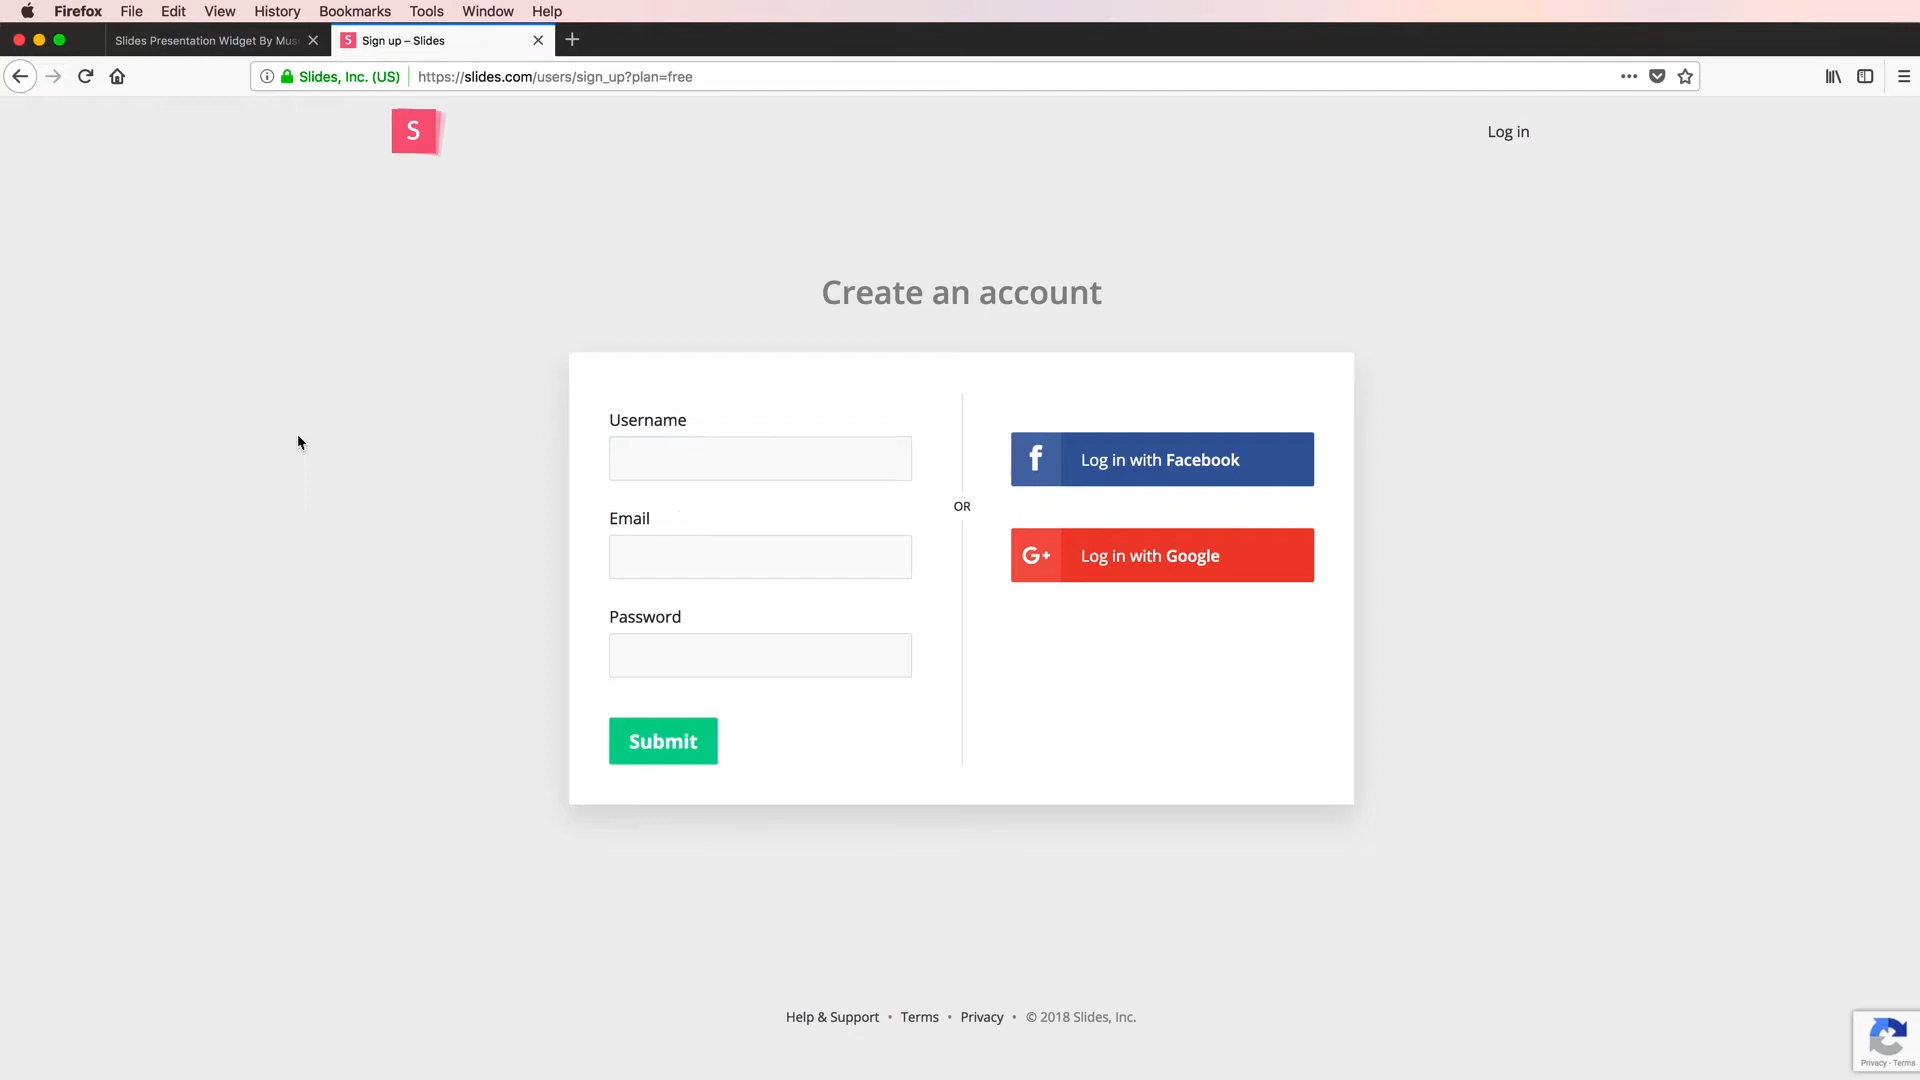 Firefox File Edit View History Bookmarks Tools Window Help
Slides Presentation Widget By Mus
S Sign up – Slides
Slides, Inc. (US) https://slides.com/users/sign_up?plan=free
S
Log in
Create an account
Username
Email
Password
Submit
OR
f Log in with Facebook
G+ Log in with Google
Help & Support • Terms • Privacy • © 2018 Slides, Inc.
Privacy - Terms